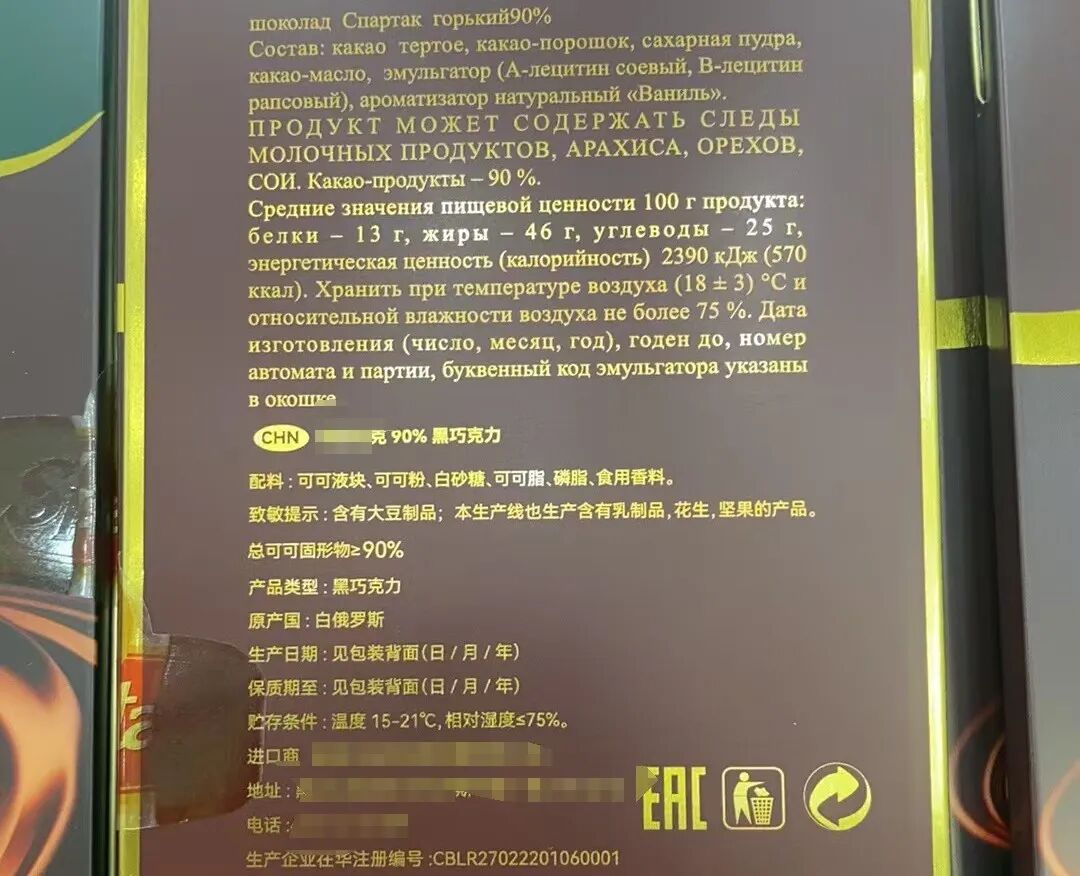 шоколад Спартак горький90%
Состав: какао тертое, какао-порошок, сахарная пудра,
какао-масло, эмульгатор (А-лецитин соевый, В-лецитин
рапсовый), ароматизатор натуральный «Ваниль».
ПРОДУКТ МОЖЕТ СОДЕРЖАТЬ СЛЕДЫ
МОЛОЧНЫХ ПРОДУКТОВ, АРАХИСА, ОРЕХОВ,
СОИ. Какао-продукты – 90 %.
Средние значения пищевой ценности 100 г продукта:
белки – 13 г, жиры – 46 г, углеводы – 25 г,
энергетическая ценность (калорийность) 2390 кДж (570
ккал). Хранить при температуре воздуха (18 ± 3) °C и
относительной влажности воздуха не более 75 %. Дата
изготовления (число, месяц, год), годен до, номер
автомата и партии, буквенный код эмульгатора указаны
в окошке
CHN 克 90% 黑巧克力
配料：可可液块、可可粉、白砂糖、可可脂、磷脂、食用香料。
致敏提示：含有大豆制品；本生产线也生产含有乳制品，花生，坚果的产品。
总可可固形物≥90%
产品类型：黑巧克力
原产国：白俄罗斯
生产日期：见包装背面(日/月/年)
保质期至：见包装背面(日/月/年)
贮存条件：温度 15-21℃,相对湿度≤75%。
进口商
地址：
电话：
EAC
生产企业在华注册编号:CBLR27022201060001